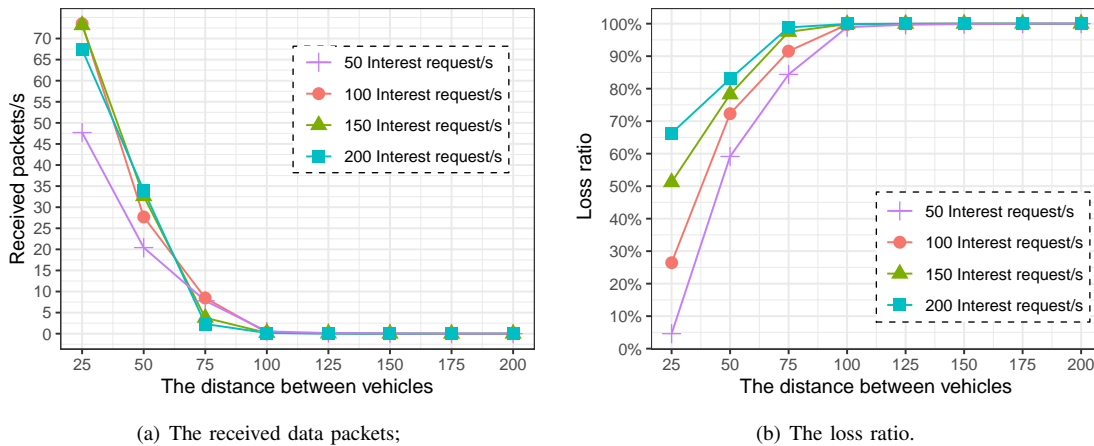 Received packets/s
70
65
60
55
50
45
40
35
30
25
20
15
10
5
0
50 Interest request/s
100 Interest request/s
150 Interest request/s
200 Interest request/s
25 50 75 100 125 150 175 200
The distance between vehicles
(a) The received data packets;
Loss ratio
100%
90%
80%
70%
60%
50%
40%
30%
20%
10%
0%
50 Interest request/s
100 Interest request/s
150 Interest request/s
200 Interest request/s
25 50 75 100 125 150 175 200
The distance between vehicles
(b) The loss ratio.